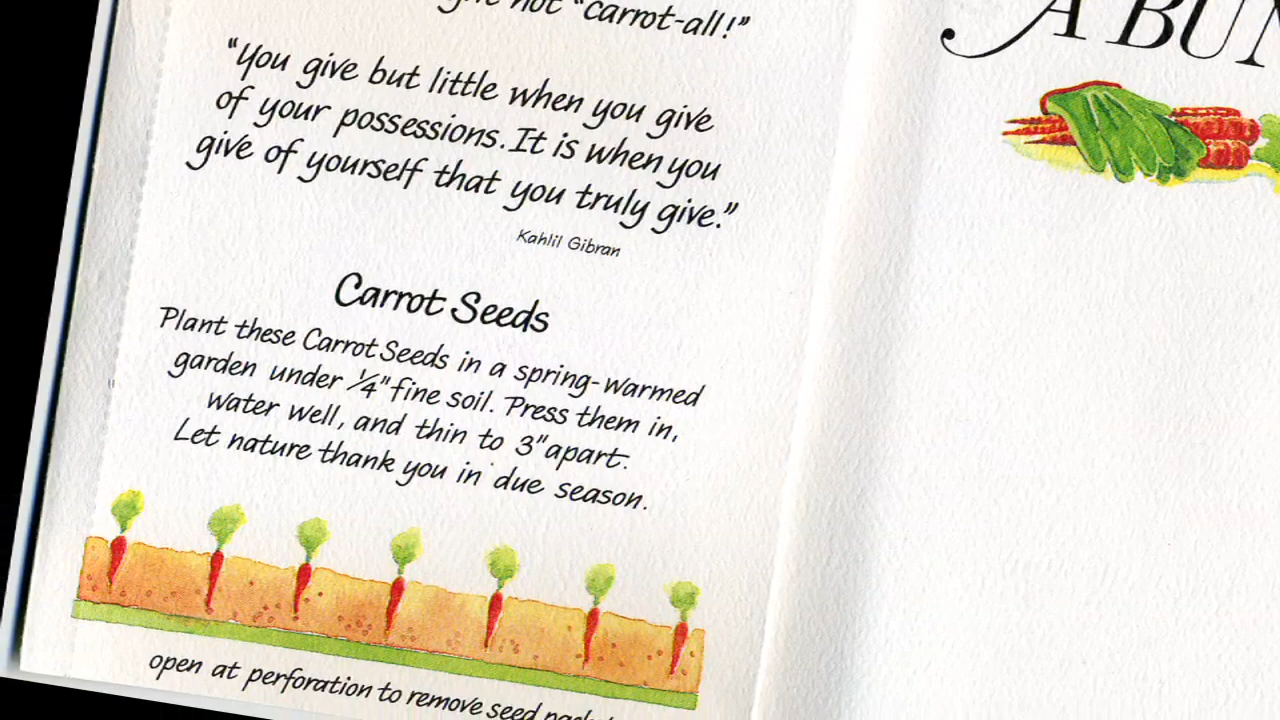 not "carrot-all!"
"You give but little when you give
of your possessions. It is when you
give of yourself that you truly give."
Kahlil Gibran
Carrot Seeds
Plant these Carrot Seeds in a spring-warmed
garden under ¼" fine soil. Press them in,
water well, and thin to 3" apart.
Let nature thank you in due season.
open at perforation to remove seed
A BUN